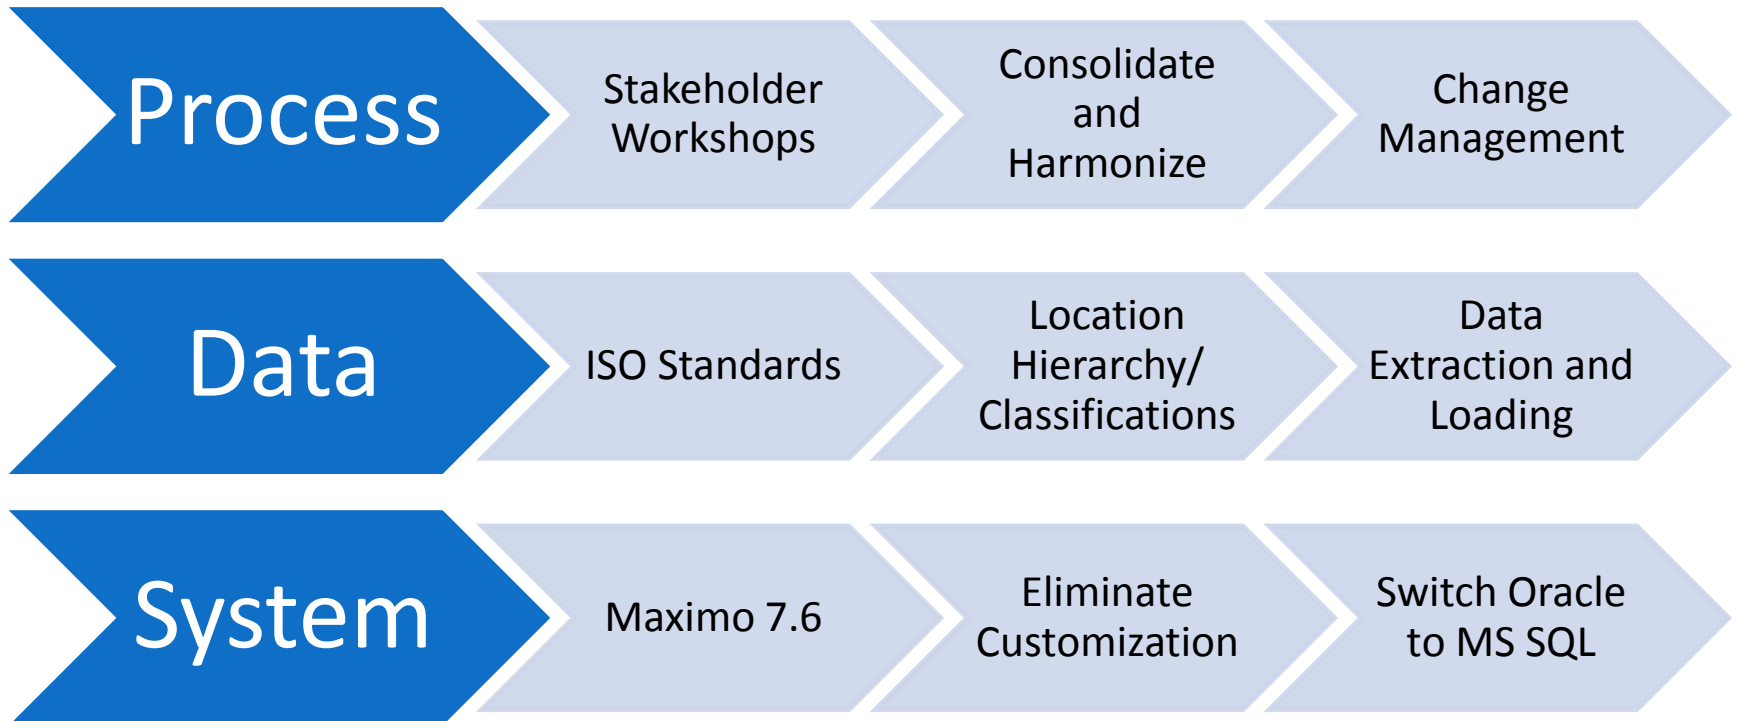 Process
Stakeholder
Workshops
Consolidate
and
Harmonize
Change
Management
Data
ISO Standards
Location
Hierarchy/
Classifications
Data
Extraction and
Loading
System
Maximo 7.6
Eliminate
Customization
Switch Oracle
to MS SQL